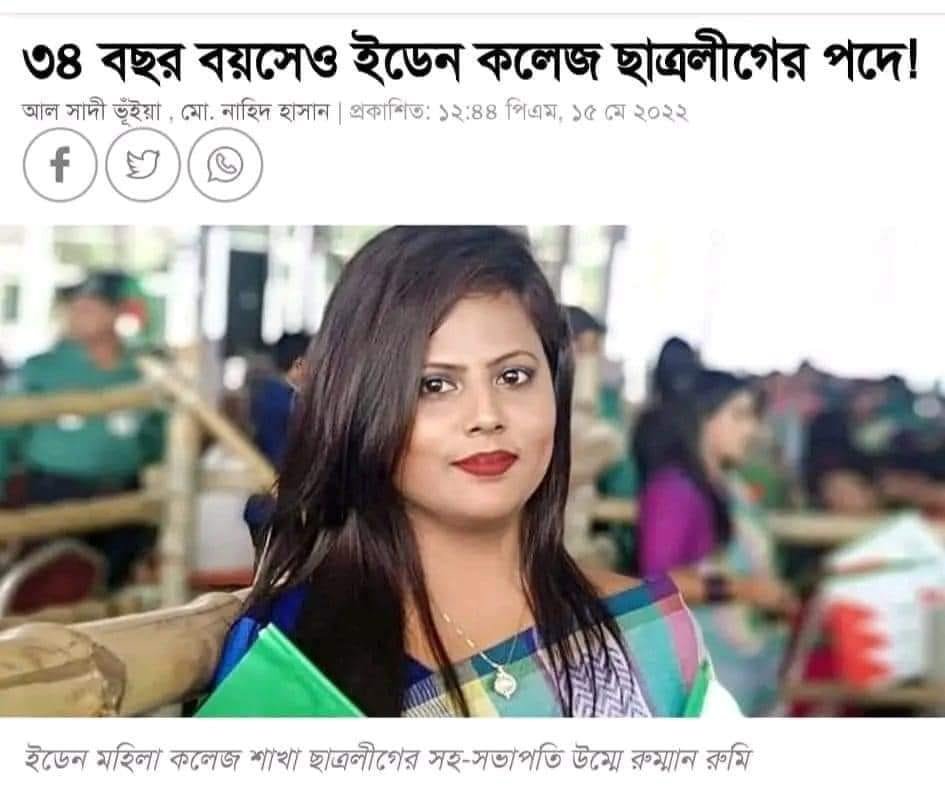 ৩৪ বছর বয়সেও ইডেন কলেজ ছাত্রলীগের পদে!
আল সাদী ভূঁইয়া , মো. নাহিদ হাসান | প্রকাশিত: ১২:৪৪ পিএম, ১৫ মে ২০২২
ইডেন মহিলা কলেজ শাখা ছাত্রলীগের সহ-সভাপতি উম্মে রুম্মান রুমি